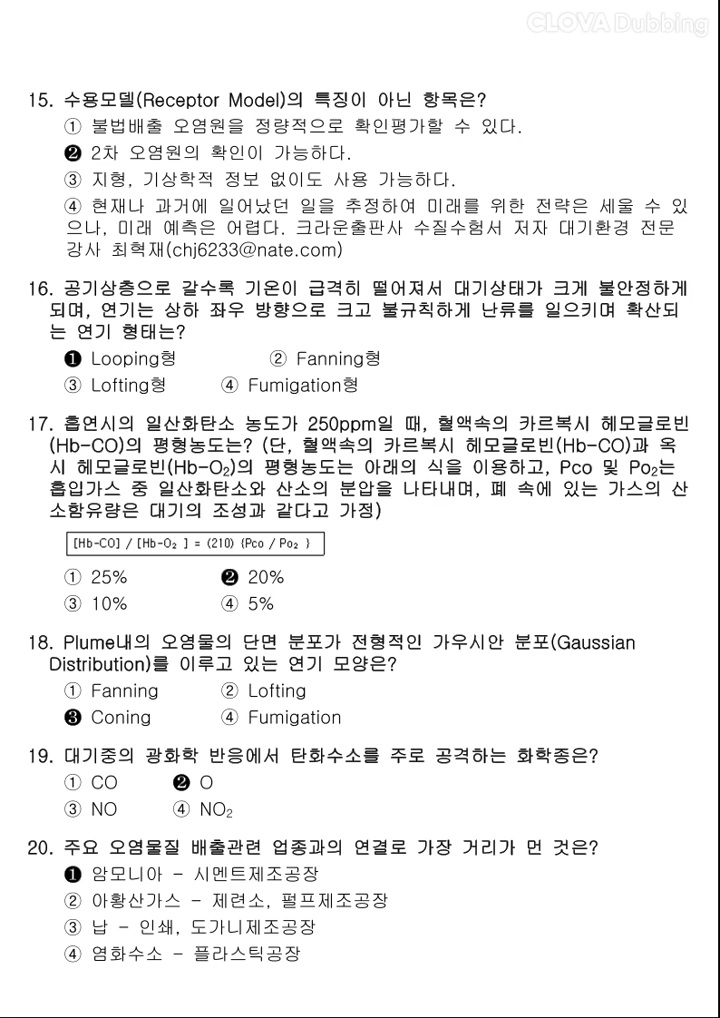 CLOVA Dubbing
15. 수용모델(Receptor Model)의 특징이 아닌 항목은?
① 불법배출 오염원을 정량적으로 확인평가할 수 있다.
❷ 2차 오염원의 확인이 가능하다.
③ 지형, 기상학적 정보 없이도 사용 가능하다.
④ 현재나 과거에 일어났던 일을 추정하여 미래를 위한 전략은 세울 수 있
으나, 미래 예측은 어렵다. 크라운출판사 수질수험서 저자 대기환경 전문
강사 최혁재(chj6233@nate.com)
16. 공기상층으로 갈수록 기온이 급격히 떨어져서 대기상태가 크게 불안정하게
되며, 연기는 상하 좌우 방향으로 크고 불규칙하게 난류를 일으키며 확산되
는 연기 형태는?
❶ Looping형 ② Fanning형
③ Lofting형 ④ Fumigation형
17. 흡연시의 일산화탄소 농도가 250ppm일 때, 혈액속의 카르복시 헤모글로빈
(Hb-CO)의 평형농도는? (단, 혈액속의 카르복시 헤모글로빈(Hb-CO)과 옥
시 헤모글로빈(Hb-O₂)의 평형농도는 아래의 식을 이용하고, Pco 및 Po₂는
흡입가스 중 일산화탄소와 산소의 분압을 나타내며, 폐 속에 있는 가스의 산
소함유량은 대기의 조성과 같다고 가정)
[Hb-CO] / [Hb-O₂ ] = (210) {Pco / Po₂ }
① 25% ❷ 20%
③ 10% ④ 5%
18. Plume내의 오염물의 단면 분포가 전형적인 가우시안 분포(Gaussian
Distribution)를 이루고 있는 연기 모양은?
① Fanning ② Lofting
❸ Coning ④ Fumigation
19. 대기중의 광화학 반응에서 탄화수소를 주로 공격하는 화학종은?
① CO ❷ O
③ NO ④ NO₂
20. 주요 오염물질 배출관련 업종과의 연결로 가장 거리가 먼 것은?
❶ 암모니아 - 시멘트제조공장
② 아황산가스 - 제련소, 펄프제조공장
③ 납 - 인쇄, 도가니제조공장
④ 염화수소 - 플라스틱공장